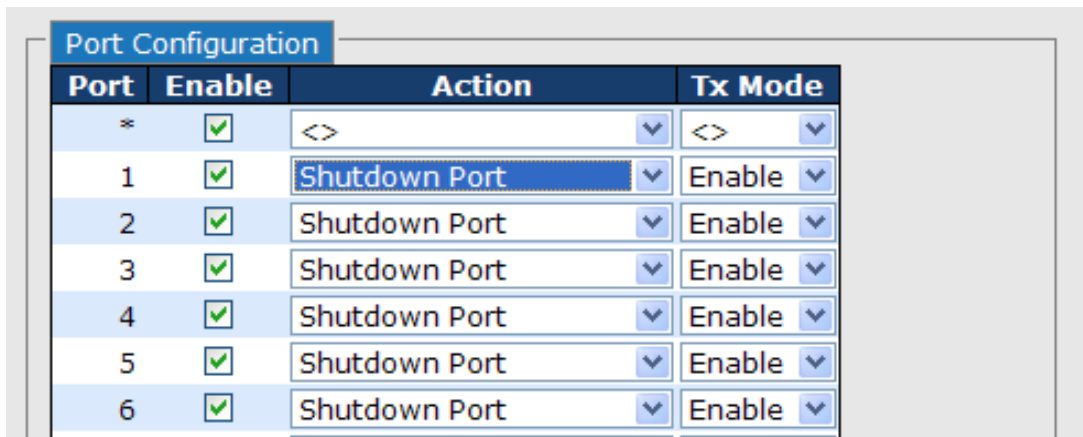 Port Configuration
Port Enable Action Tx Mode
* <> <>
1 Shutdown Port Enable
2 Shutdown Port Enable
3 Shutdown Port Enable
4 Shutdown Port Enable
5 Shutdown Port Enable
6 Shutdown Port Enable